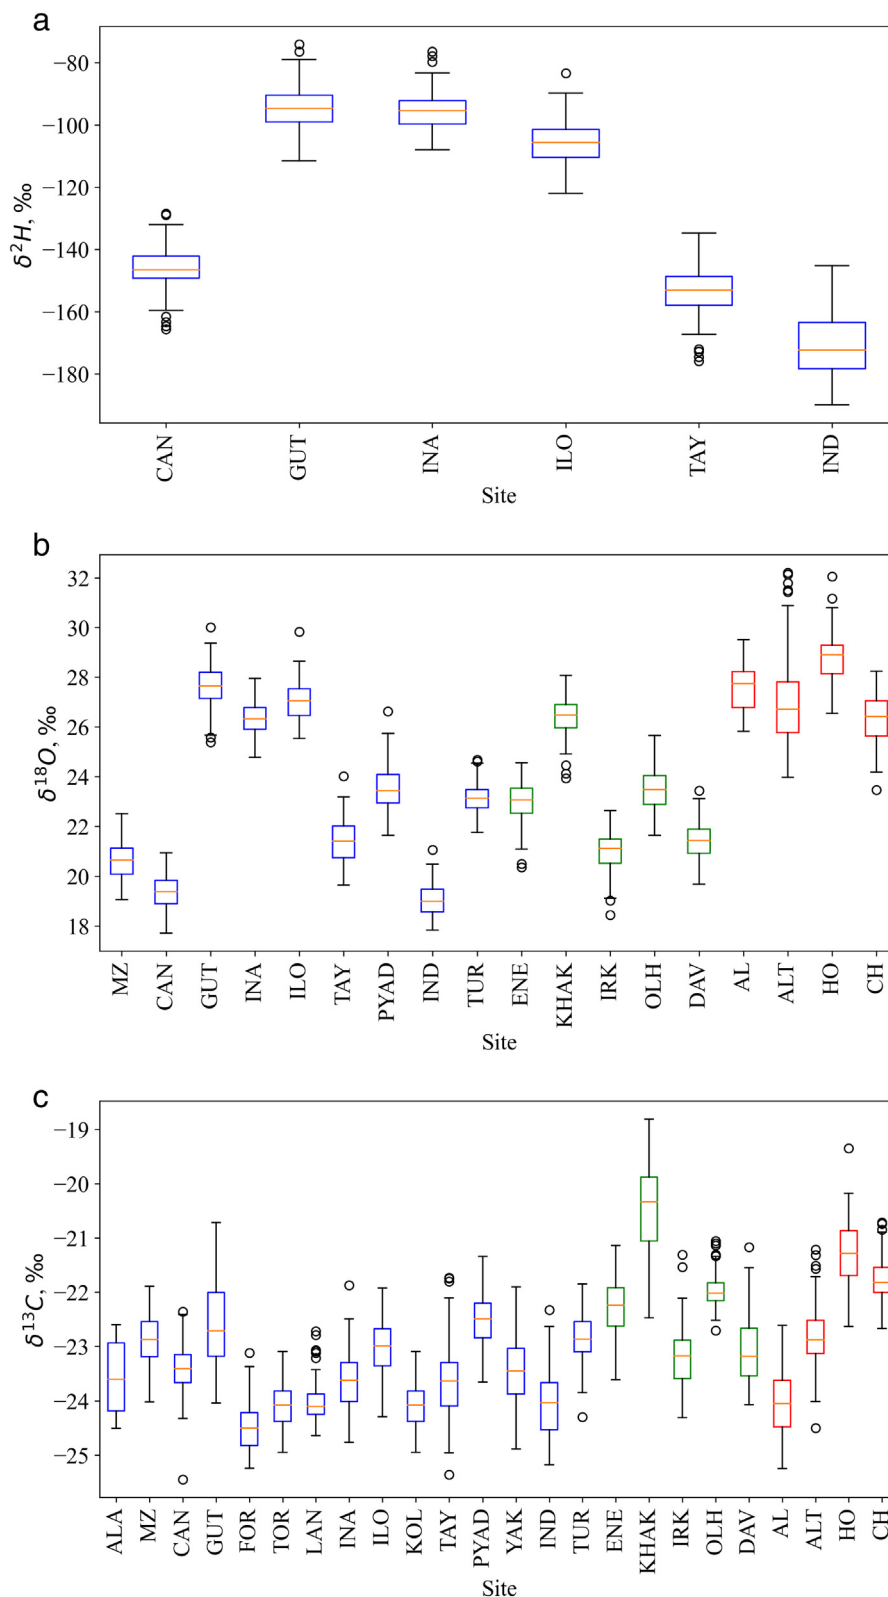 a
−80
−100
−120
−140
−160
−180
δ²H, ‰
CAN GUT INA ILO TAY IND
Site
b
32
30
28
26
24
22
20
18
δ¹⁸O, ‰
MZ CAN GUT INA ILO TAY PYAD IND TUR ENE KHAK IRK OLH DAV AL ALT HO CH
Site
c
−19
−20
−21
−22
−23
−24
−25
δ¹³C, ‰
ALA MZ CAN GUT FOR TOR LAN INA ILO KOL TAY PYAD YAK IND TUR ENE KHAK IRK OLH DAV AL ALT HO CH
Site